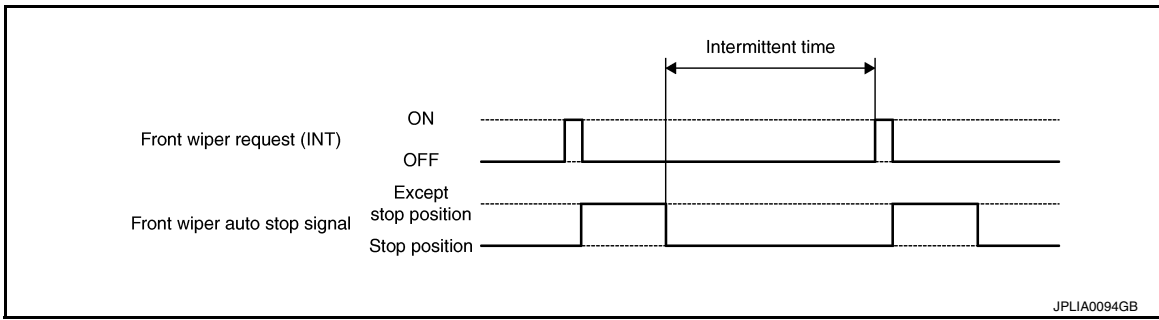 Intermittent time
ON
Front wiper request (INT)
OFF
Except
stop position
Front wiper auto stop signal
Stop position
JPLIA0094GB